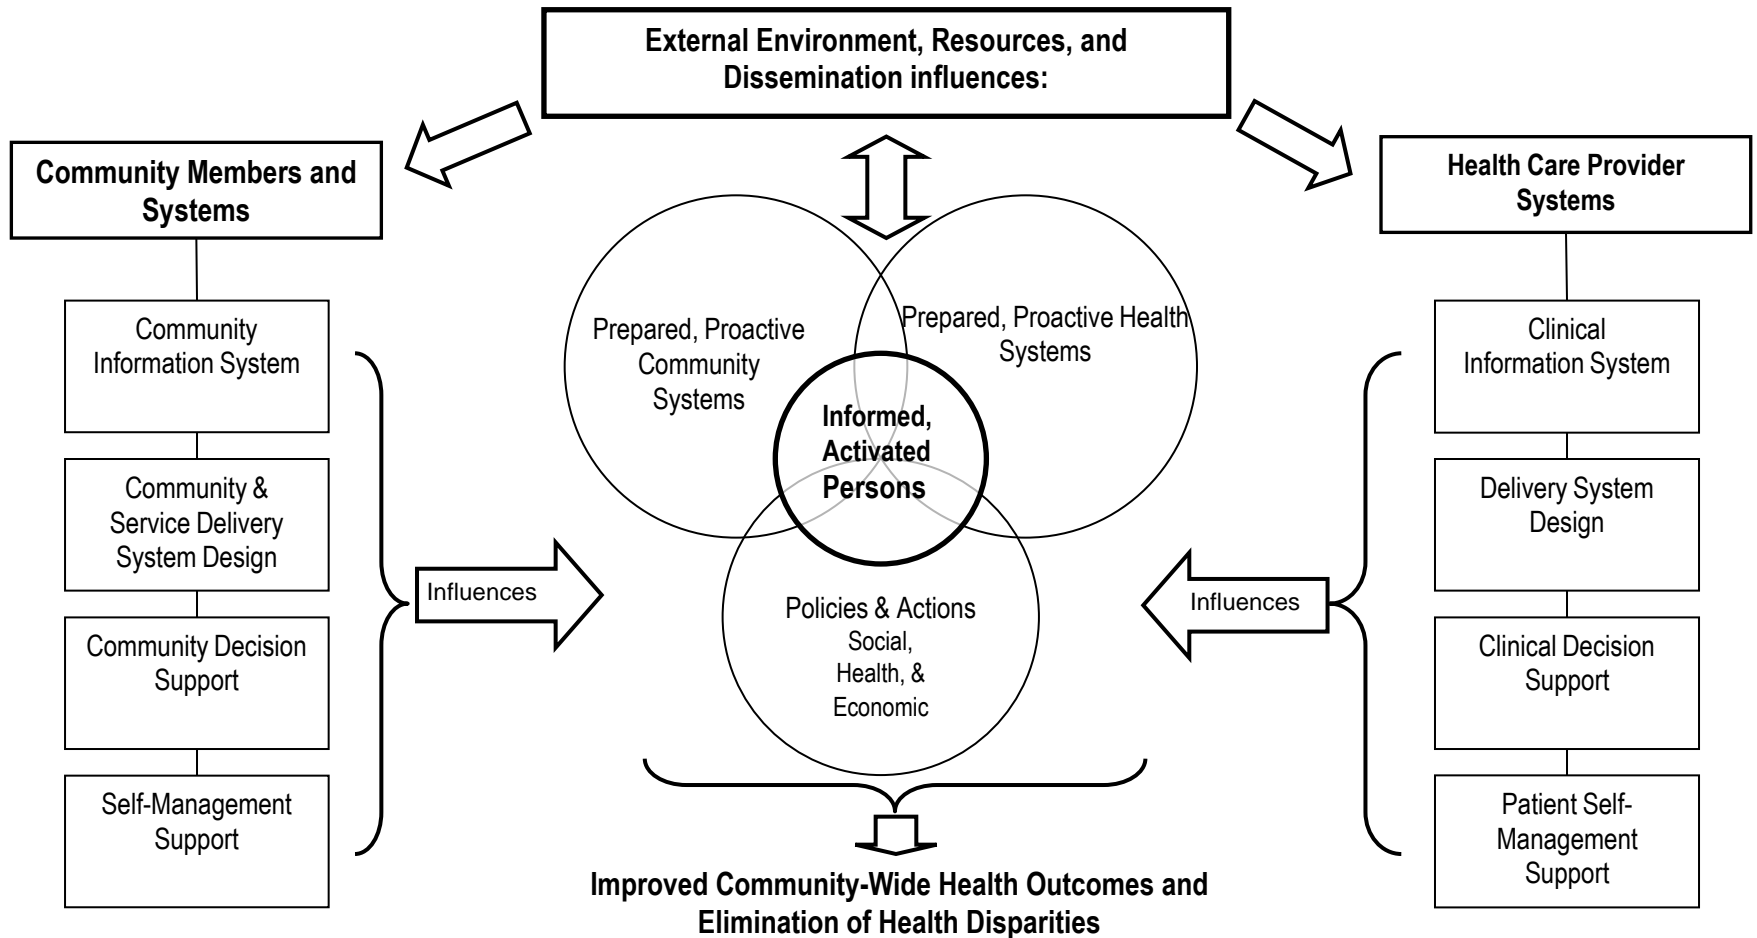 External Environment, Resources, and
Dissemination influences:
Community Members and
Systems
Health Care Provider
Systems
Community
Information System
Community &
Service Delivery
System Design
Community Decision
Support
Self-Management
Support
Influences
Prepared, Proactive
Community
Systems
Prepared, Proactive Health
Systems
Informed,
Activated
Persons
Policies & Actions
Social,
Health, &
Economic
Influences
Clinical
Information System
Delivery System
Design
Clinical Decision
Support
Patient Self-
Management
Support
Improved Community-Wide Health Outcomes and
Elimination of Health Disparities